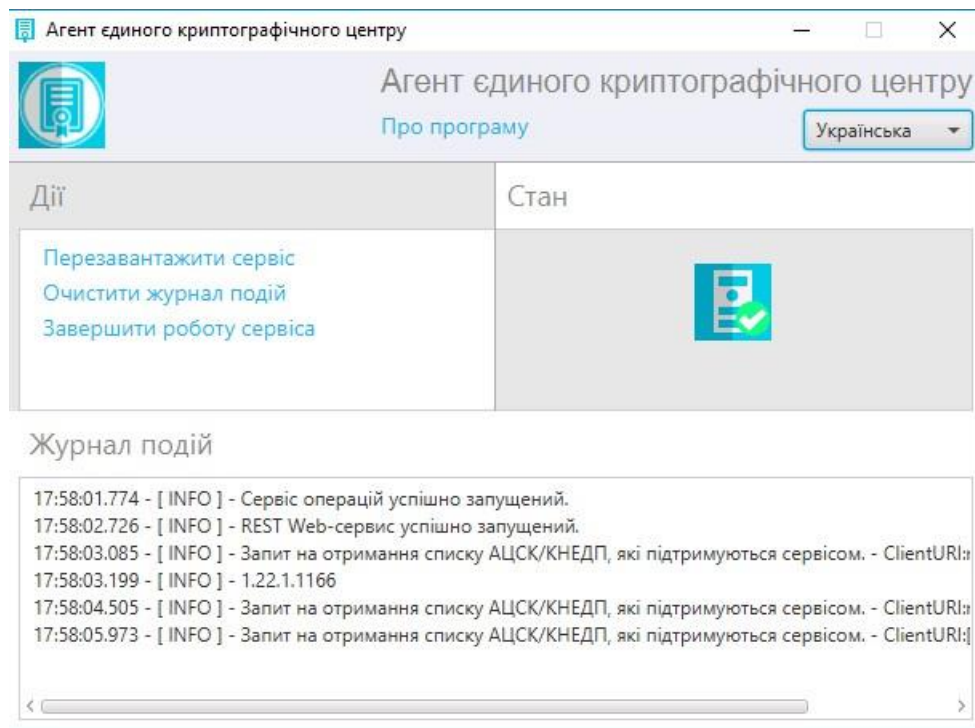 Агент єдиного криптографічного центру
Агент єдиного криптографічного центру
Про програму
Українська
Дії
Стан
Перезавантажити сервіс
Очистити журнал подій
Завершити роботу сервіса
Журнал подій
17:58:01.774 - [ INFO ] - Сервіс операцій успішно запущений.
17:58:02.726 - [ INFO ] - REST Web-сервис успішно запущений.
17:58:03.085 - [ INFO ] - Запит на отримання списку АЦСК/КНЕДП, які підтримуються сервісом. - ClientURI:
17:58:03.199 - [ INFO ] - 1.22.1.1166
17:58:04.505 - [ INFO ] - Запит на отримання списку АЦСК/КНЕДП, які підтримуються сервісом. - ClientURI:
17:58:05.973 - [ INFO ] - Запит на отримання списку АЦСК/КНЕДП, які підтримуються сервісом. - ClientURI:[